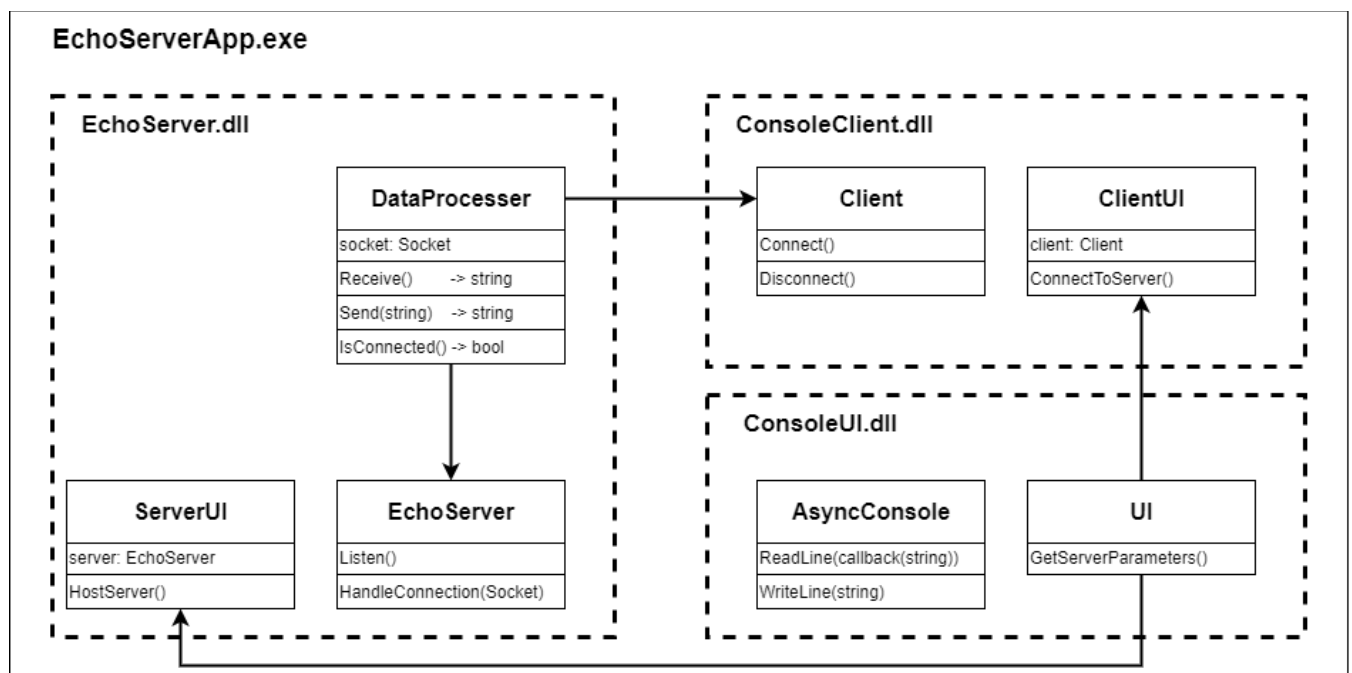 EchoServerApp.exe
EchoServer.dll
DataProcesser
socket: Socket
Receive() -> string
Send(string) -> string
IsConnected() -> bool
ServerUI
server: EchoServer
HostServer()
EchoServer
Listen()
HandleConnection(Socket)
ConsoleClient.dll
Client
Connect()
Disconnect()
ClientUI
client: Client
ConnectToServer()
ConsoleUI.dll
AsyncConsole
ReadLine(callback(string))
WriteLine(string)
UI
GetServerParameters()